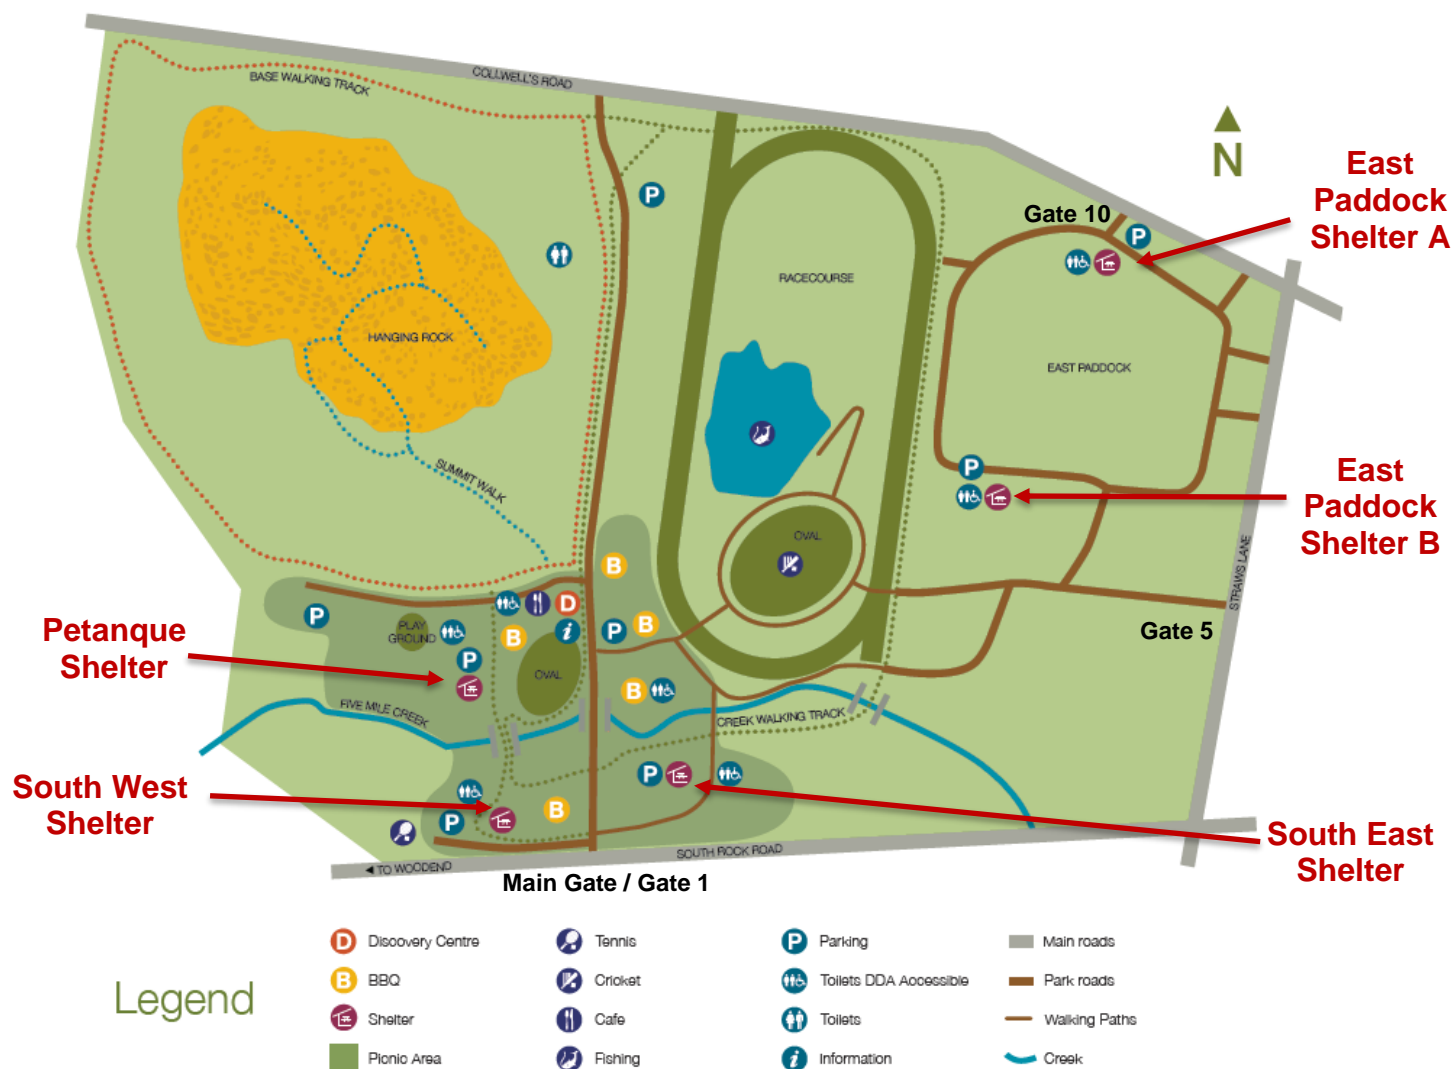 COLLWELL'S ROAD
BASE WALKING TRACK
N
East
Paddock
Shelter A
Gate 10
P
P
RACECOURSE
HANGING ROCK
EAST PADDOCK
SUMMIT WALK
P
East
Paddock
Shelter B
OVAL
STRAWS LANE
B
D
P
PLAY
GROUND
B
i
P
B
Gate 5
Petanque
Shelter
P
OVAL
B
FIVE MILE CREEK
CREEK WALKING TRACK
P
South West
Shelter
B
P
South East
Shelter
SOUTH ROCK ROAD
TO WOODEND
Main Gate / Gate 1
Legend
D Discovery Centre
B BBQ
Shelter
Picnic Area
Tennis
Cricket
Cafe
Fishing
P Parking
Toilets DDA Accessible
Toilets
i Information
Main roads
Park roads
Walking Paths
Creek